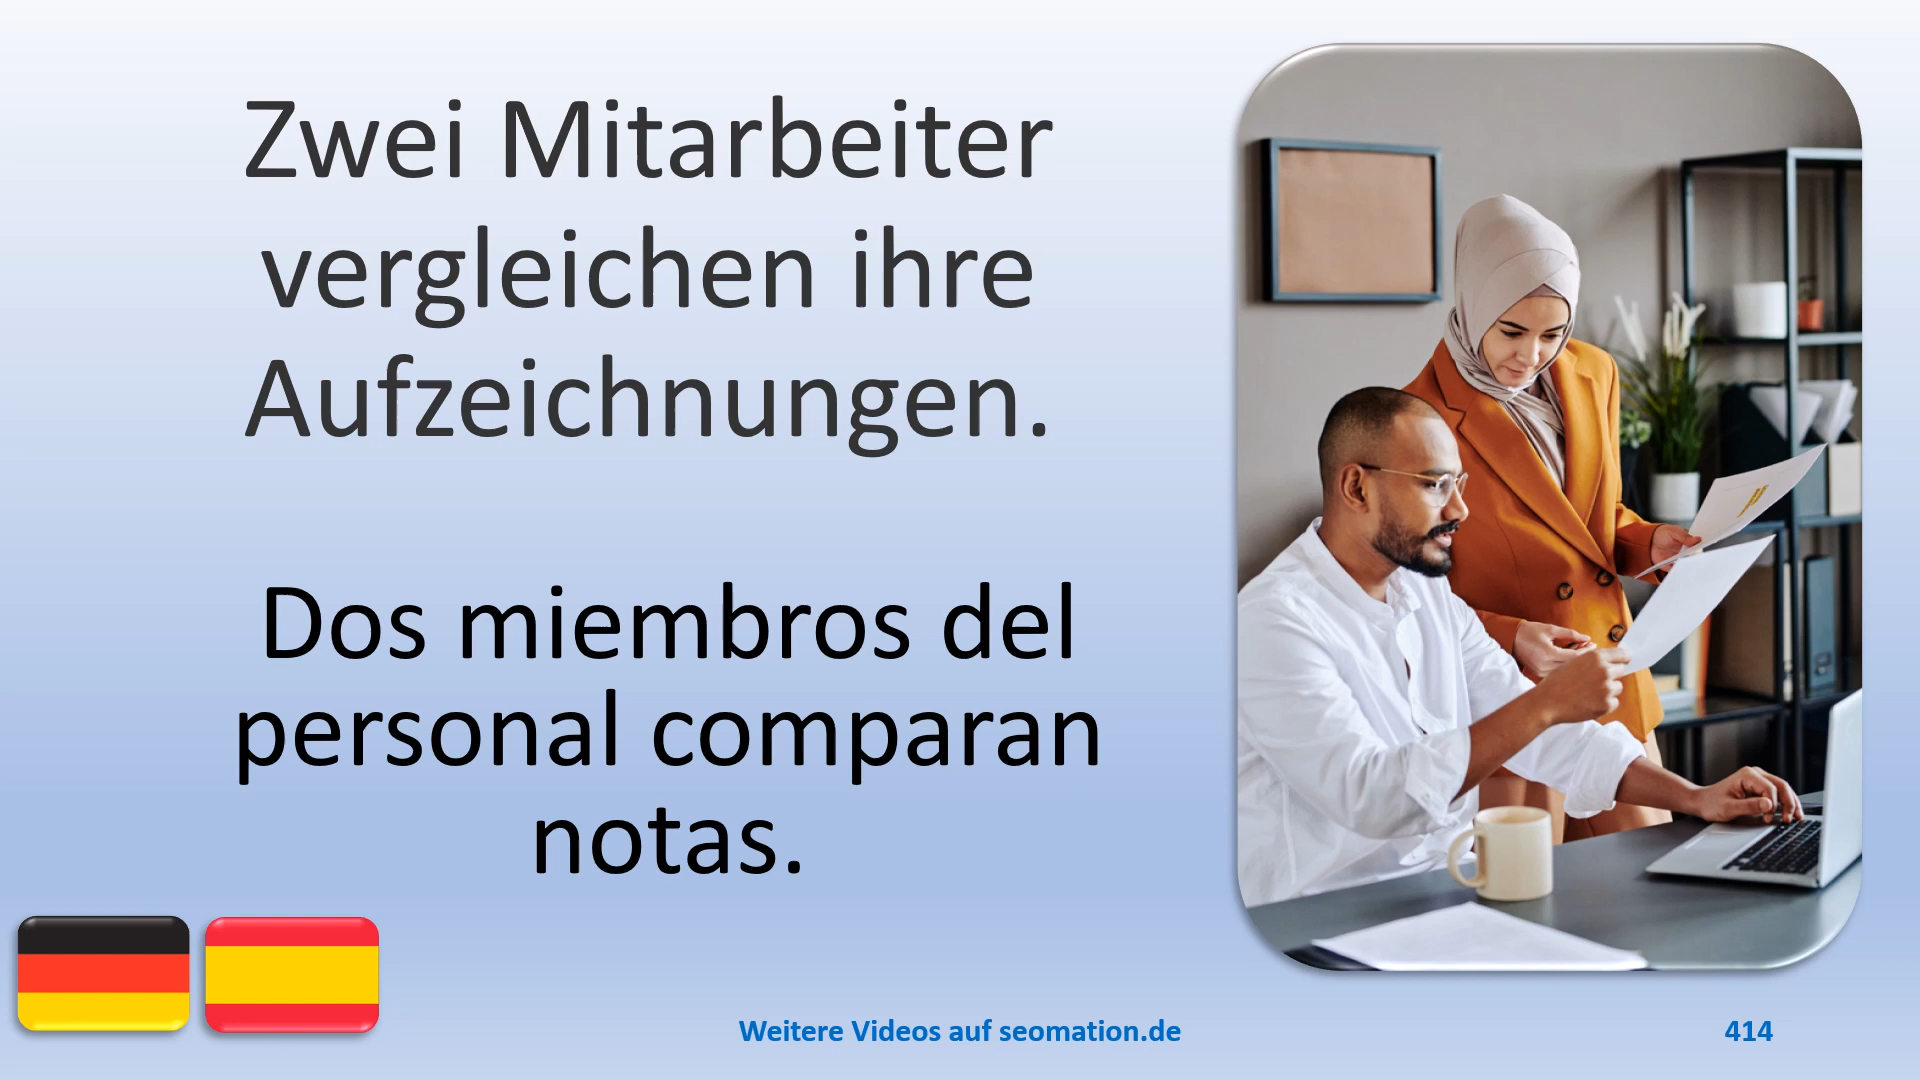 Zwei Mitarbeiter
vergleichen ihre
Aufzeichnungen.
Dos miembros del
personal comparan
notas.
Weitere Videos auf seomation.de
414